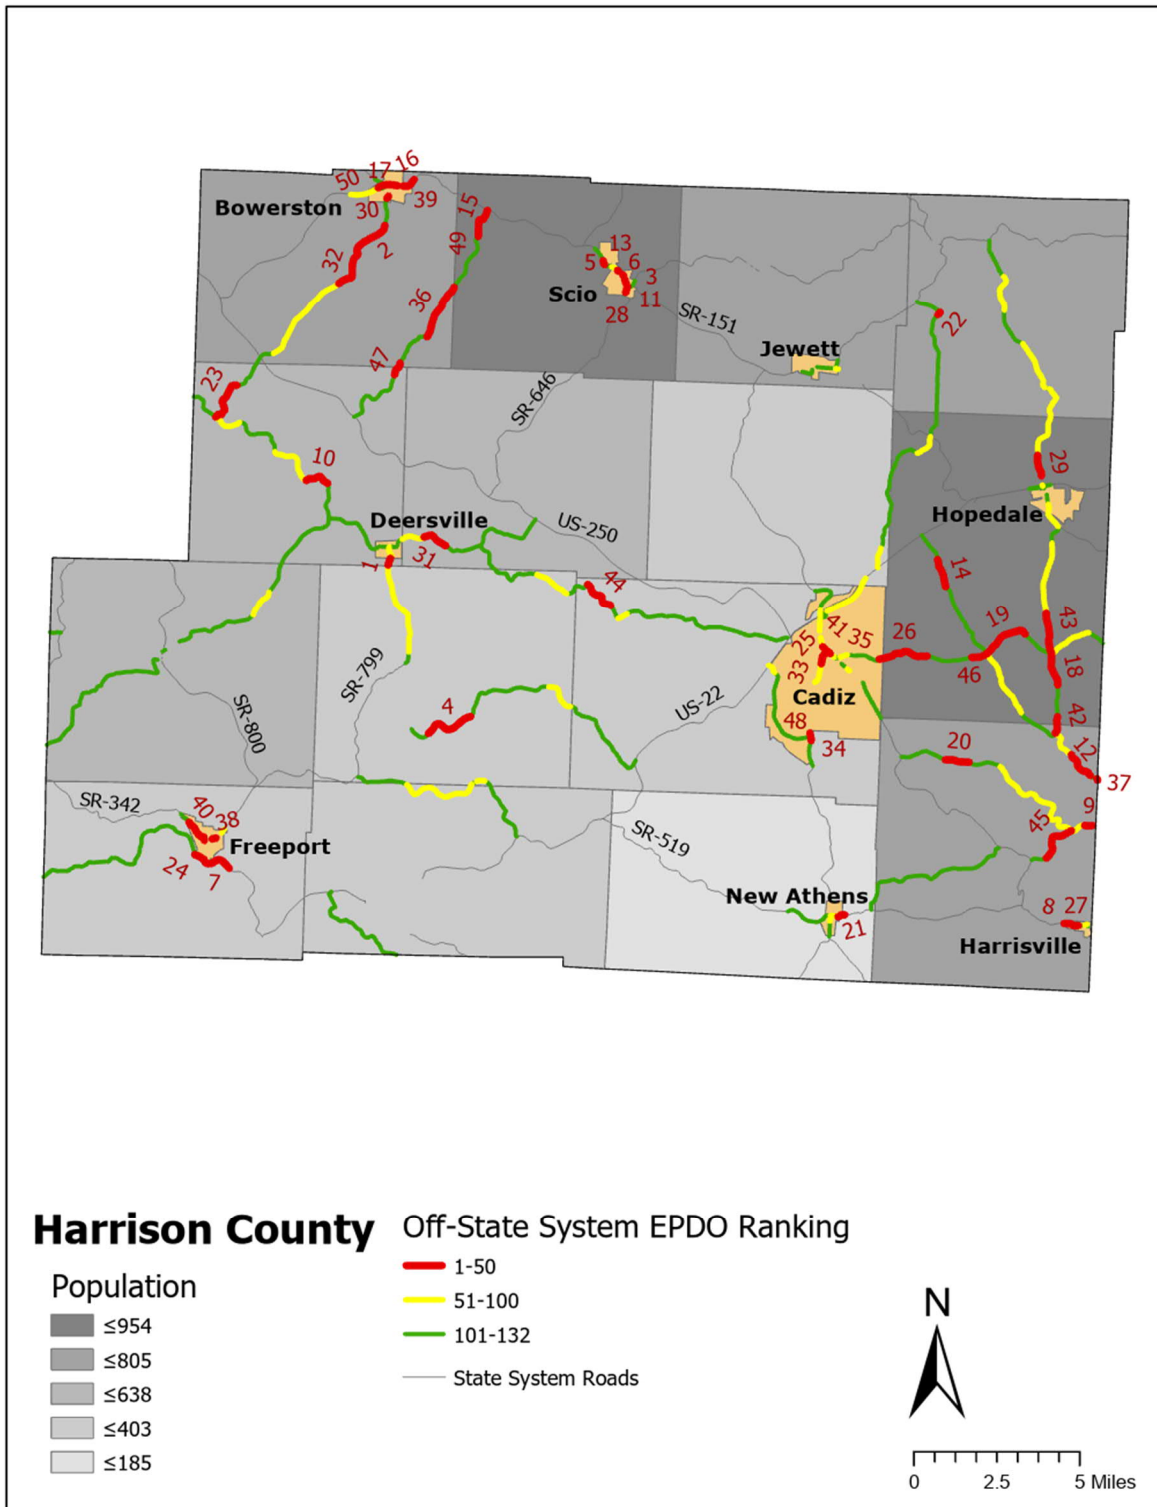 50
17
16
Bowerston
30
39
15
32
2
49
13
5
6
3
Scio
11
28
36
SR-151
22
Jewett
47
23
SR-646
10
29
Deersville
US-250
Hopedale
1
31
44
14
41
35
26
19
43
25
33
46
18
SR-799
Cadiz
US-22
4
SR-800
48
34
42
20
12
37
SR-342
40
38
9
45
Freeport
SR-519
24
7
New Athens
21
8
27
Harrisville
Harrison County
Population
≤954
≤805
≤638
≤403
≤185
Off-State System EPDO Ranking
1-50
51-100
101-132
State System Roads
N
0 2.5 5 Miles